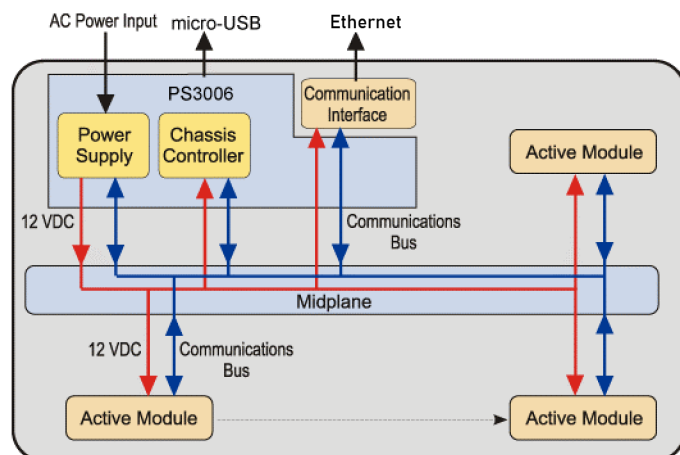 AC Power Input
micro-USB
Ethernet
PS3006
Communication
Interface
Power
Supply
Chassis
Controller
Active Module
12 VDC
Communications
Bus
Midplane
12 VDC
Communications
Bus
Active Module
Active Module